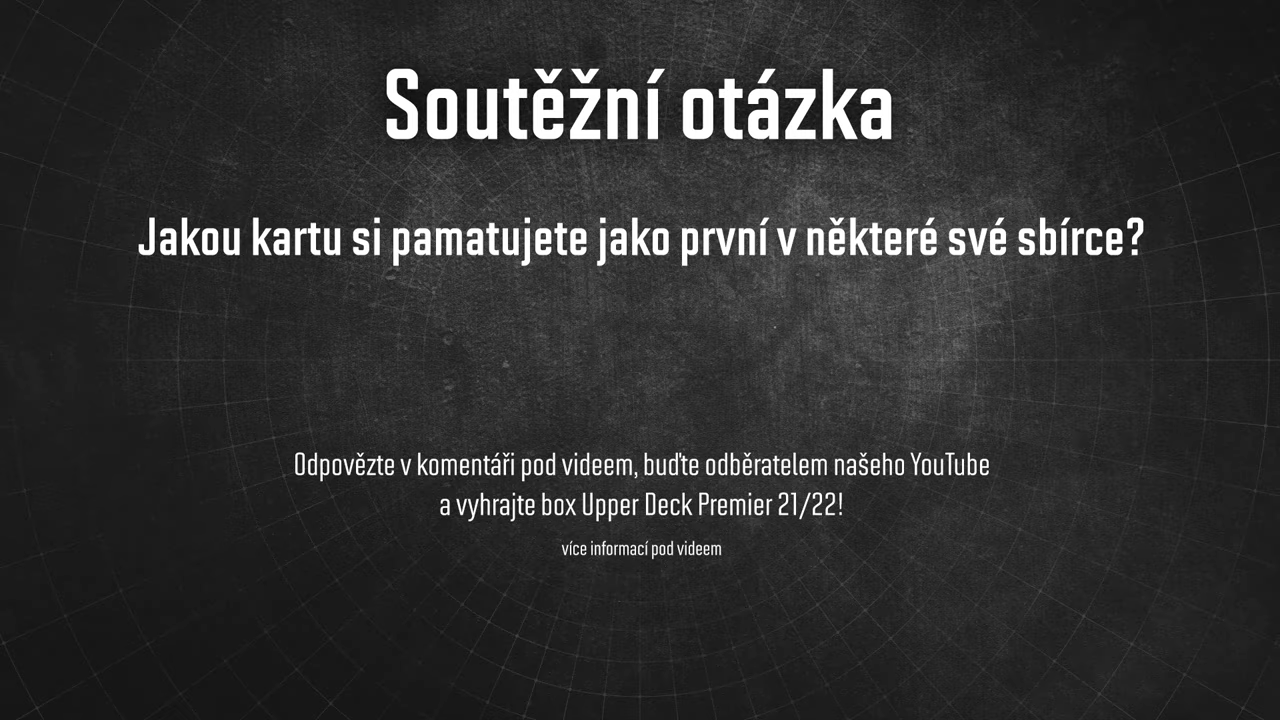 Soutěžní otázka
Jakou kartu si pamatujete jako první v některé své sbírce?
Odpovězte v komentáři pod videem, buďte odběratelem našeho YouTube
a vyhrajte box Upper Deck Premier 21/22!
více informací pod videem